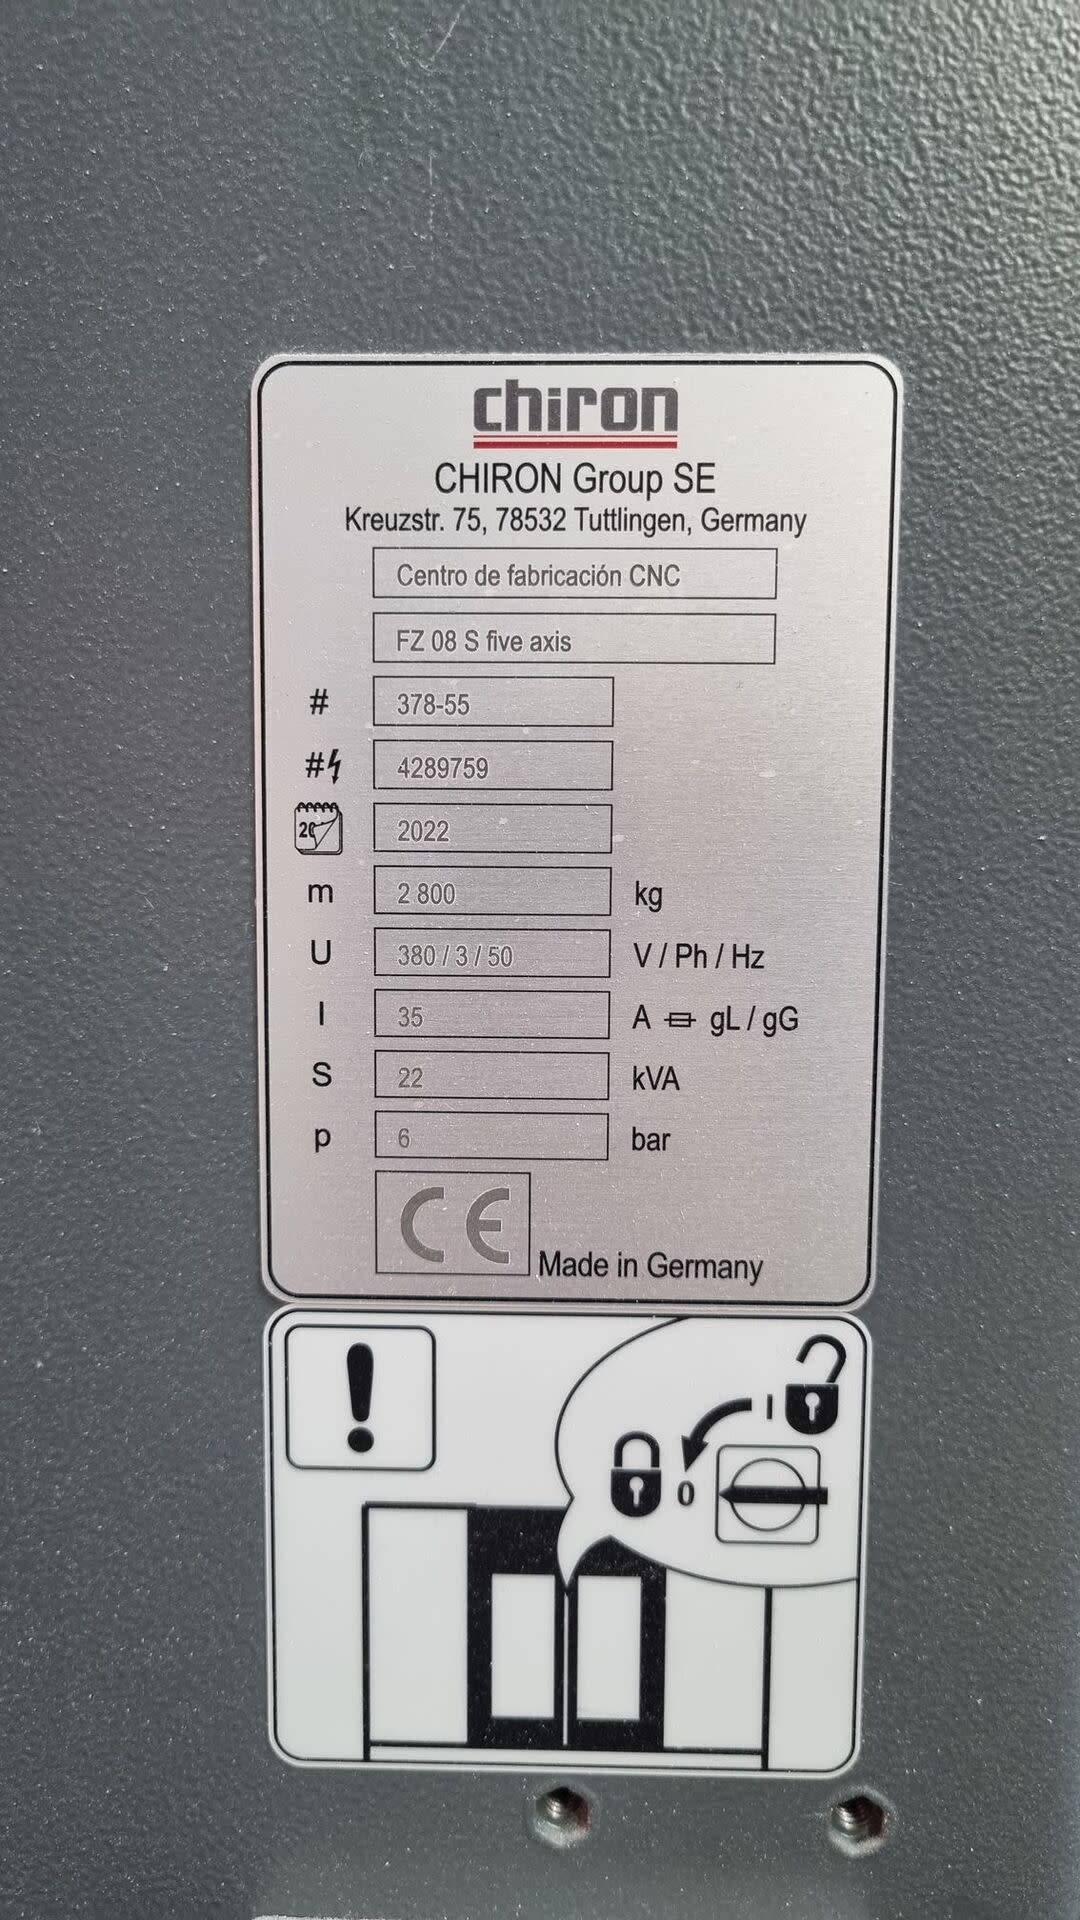 chiron
CHIRON Group SE
Kreuzstr. 75, 78532 Tuttlingen, Germany
Centro de fabricación CNC
FZ 08 S five axis
# 378-55
# 4289759
20 2022
m 2 800 kg
U 380 / 3 / 50 V / Ph / Hz
I 35 A gL / gG
S 22 kVA
p 6 bar
CE Made in Germany
!
I
0